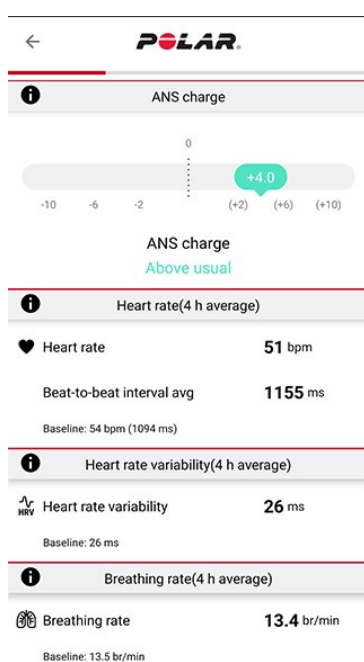 POLAR.
ANS charge
0
+4.0
-10 -6 -2 (+2) (+6) (+10)
ANS charge
Above usual
Heart rate(4 h average)
Heart rate 51 bpm
Beat-to-beat interval avg 1155 ms
Baseline: 54 bpm (1094 ms)
Heart rate variability(4 h average)
HRV Heart rate variability 26 ms
Baseline: 26 ms
Breathing rate(4 h average)
Breathing rate 13.4 br/min
Baseline: 13.5 br/min